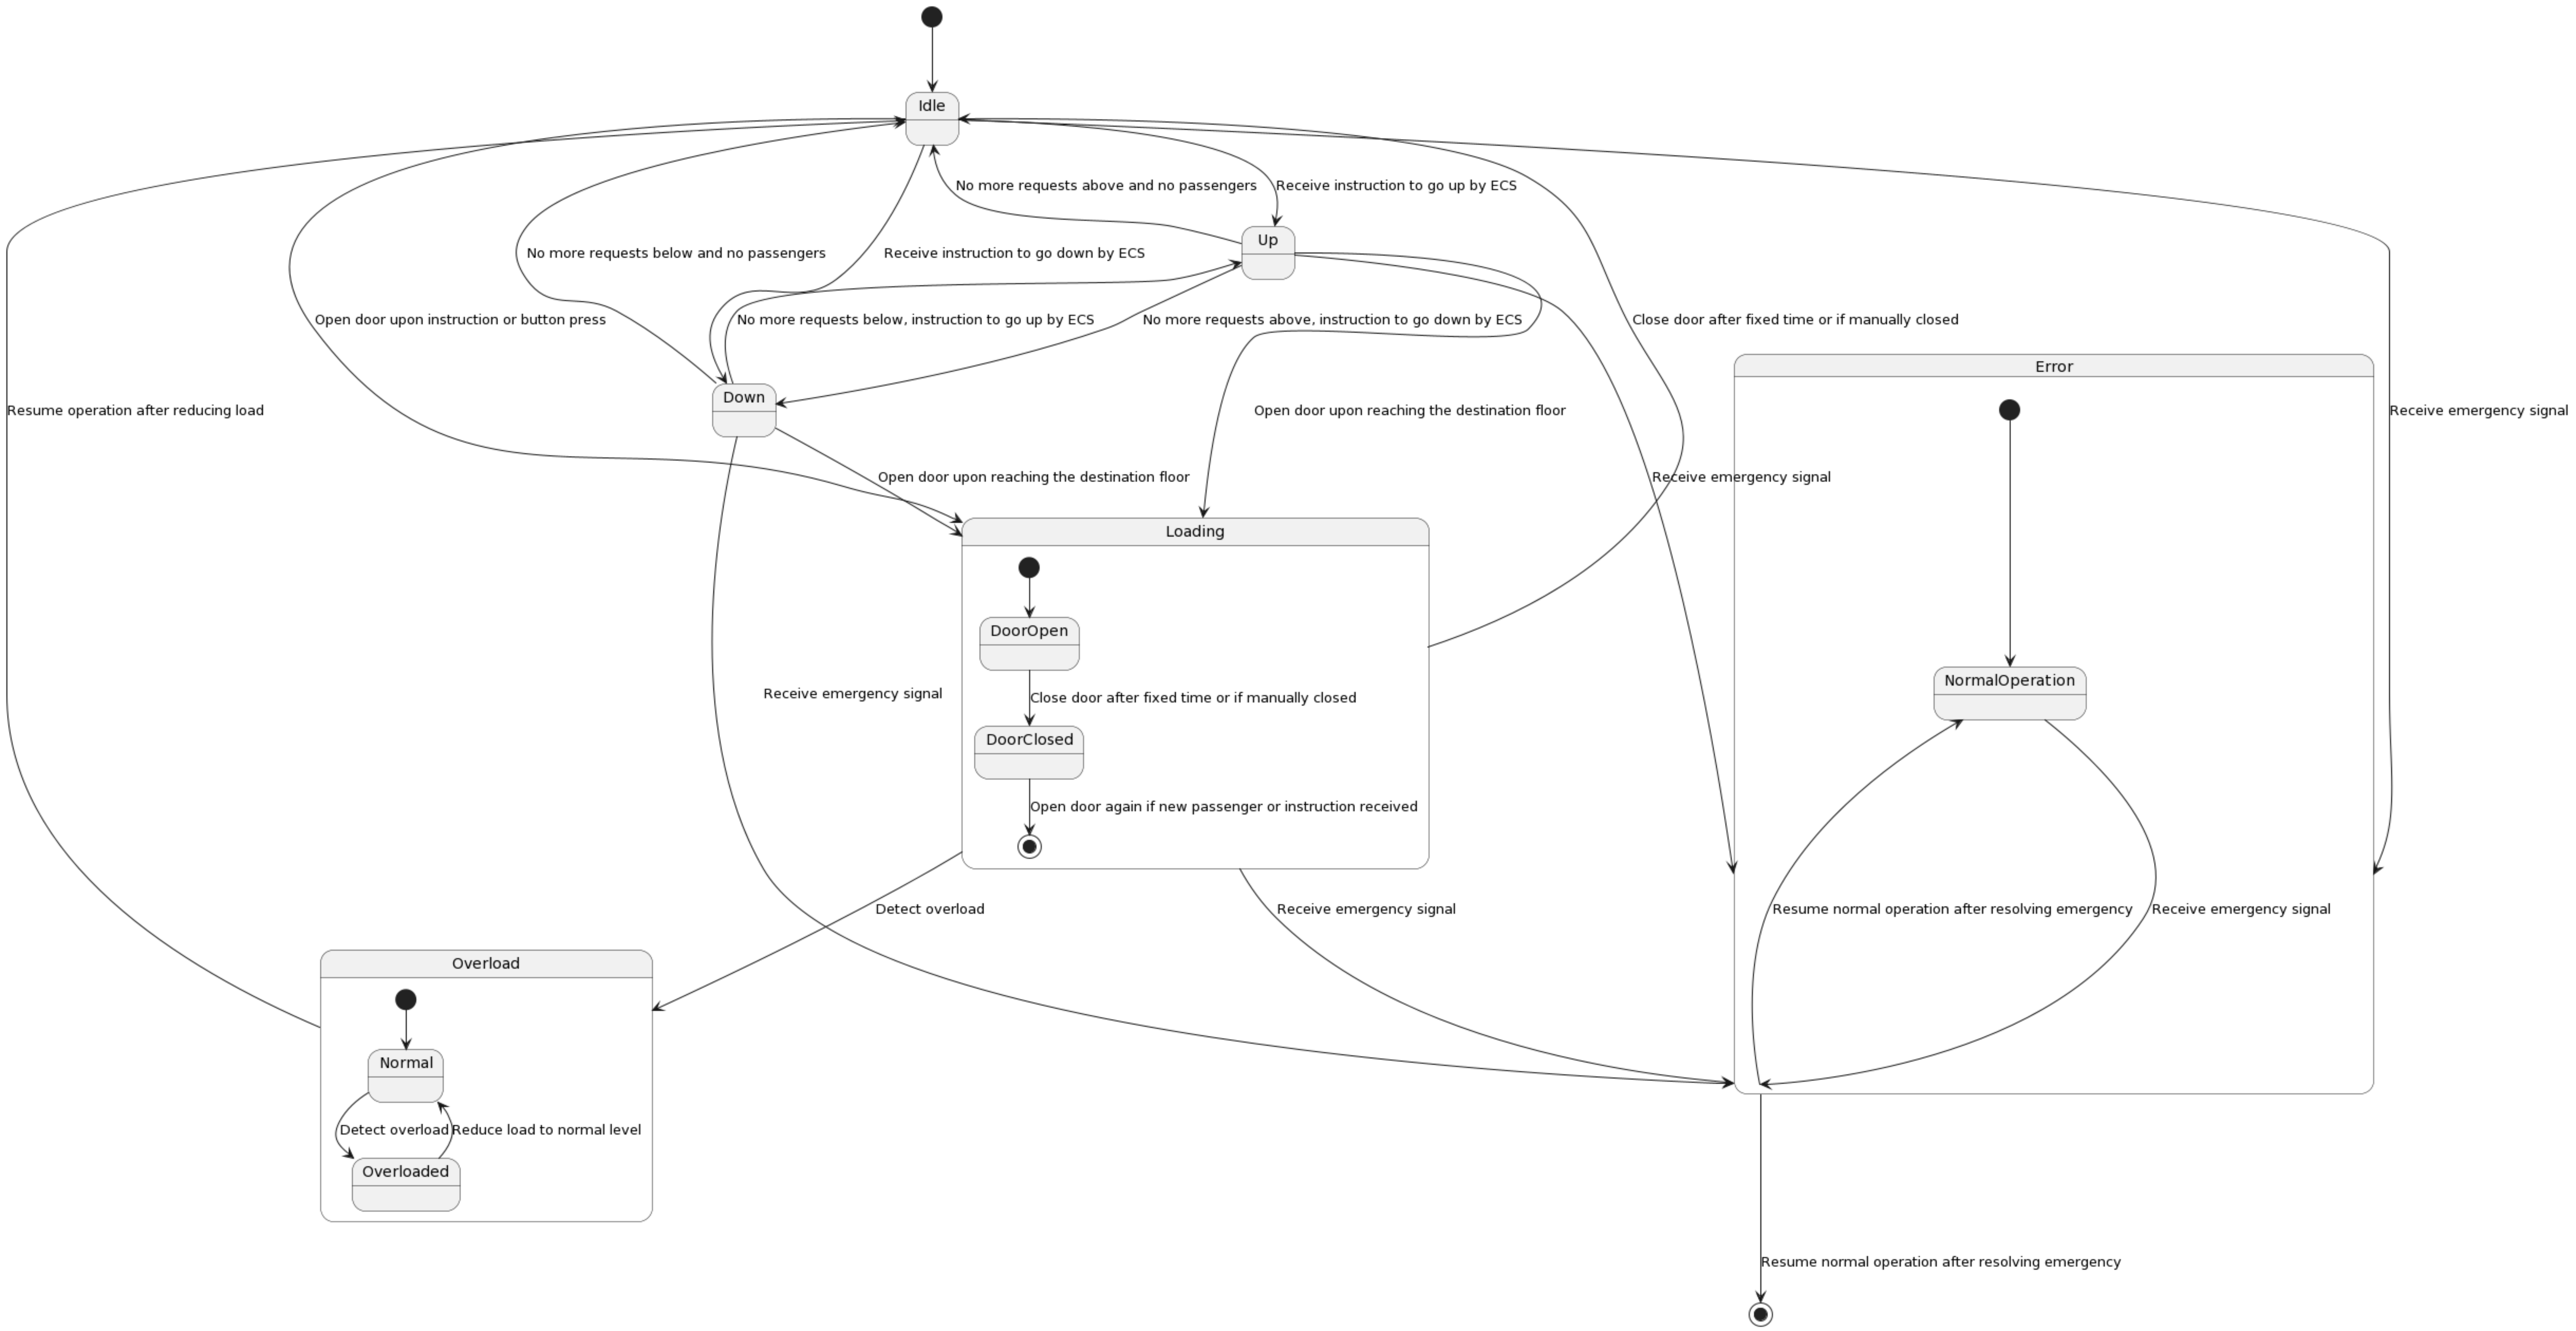 Idle
No more requests above and no passengers
Receive instruction to go up by ECS
Up
No more requests below and no passengers
Receive instruction to go down by ECS
Open door upon instruction or button press
No more requests below, instruction to go up by ECS
No more requests above, instruction to go down by ECS
Close door after fixed time or if manually closed
Error
Down
Resume operation after reducing load
Open door upon reaching the destination floor
Receive emergency signal
Open door upon reaching the destination floor
Receive emergency signal
Loading
DoorOpen
NormalOperation
Receive emergency signal
Close door after fixed time or if manually closed
DoorClosed
Open door again if new passenger or instruction received
Detect overload
Receive emergency signal
Resume normal operation after resolving emergency
Receive emergency signal
Overload
Normal
Detect overload
Reduce load to normal level
Overloaded
Resume normal operation after resolving emergency